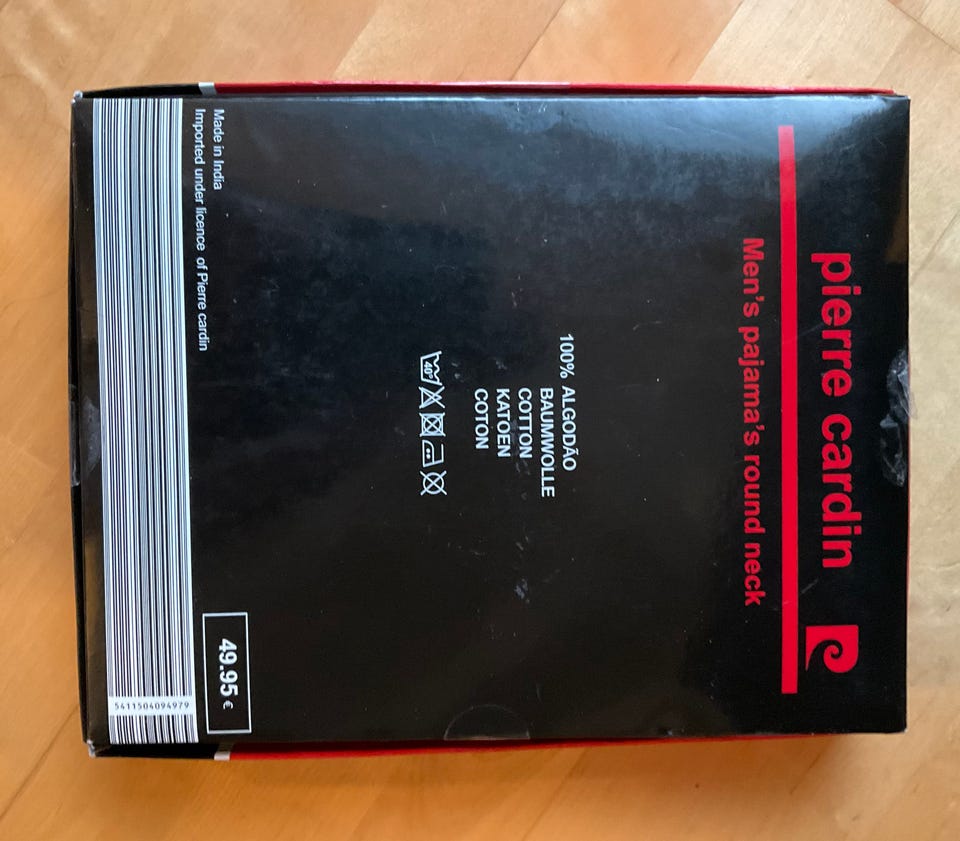 pierre cardin
Men's pajama's round neck
100% ALGODÃO
BAUMWOLLE
COTTON
KATOEN
COTON
40°
49.95 €
Made in India
Imported under licence of Pierre cardin
5411504094979